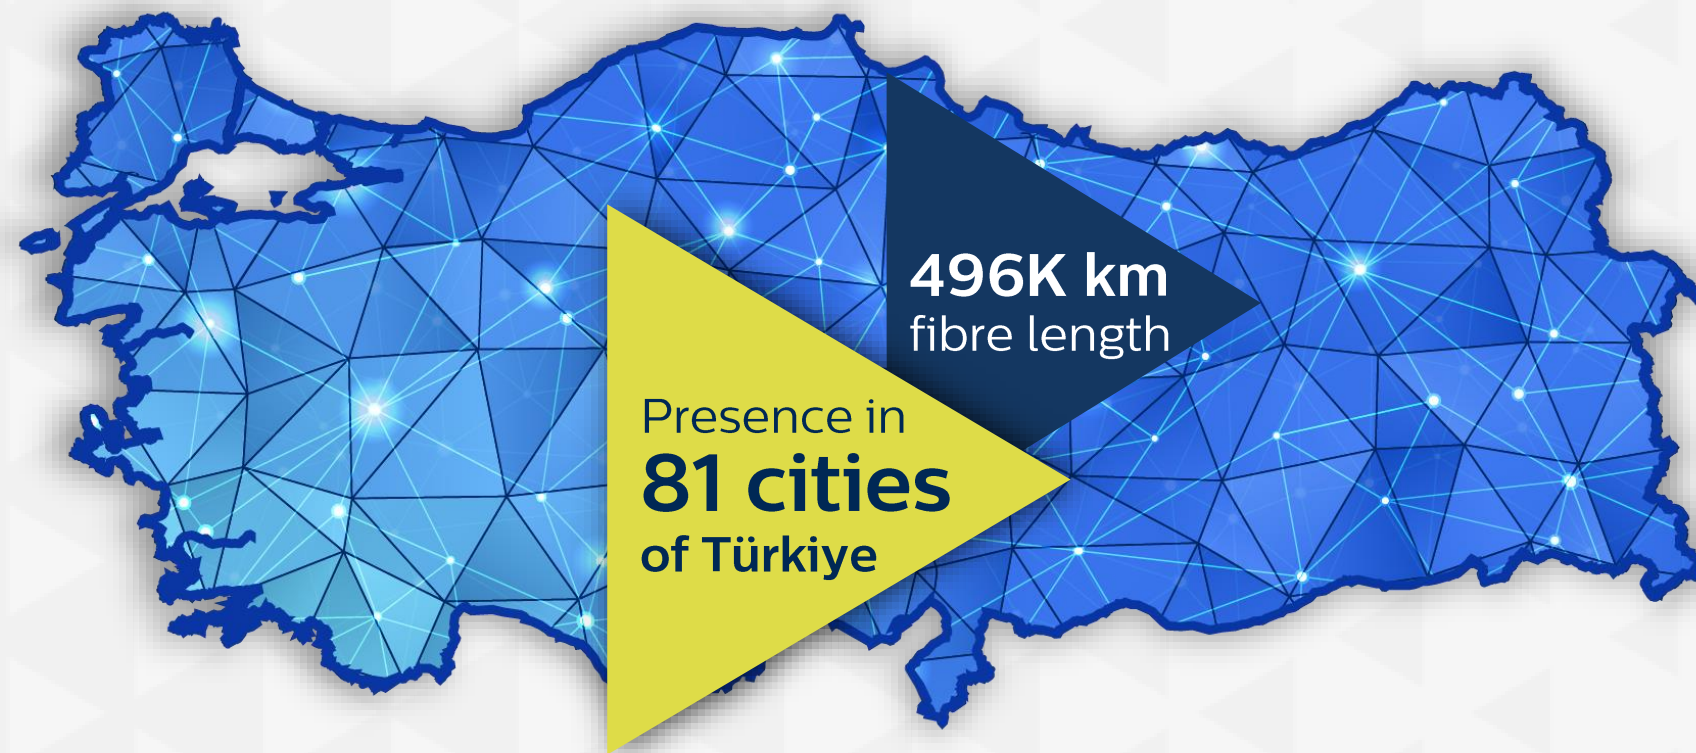 496K km
fibre length
Presence in
81 cities
of Türkiye